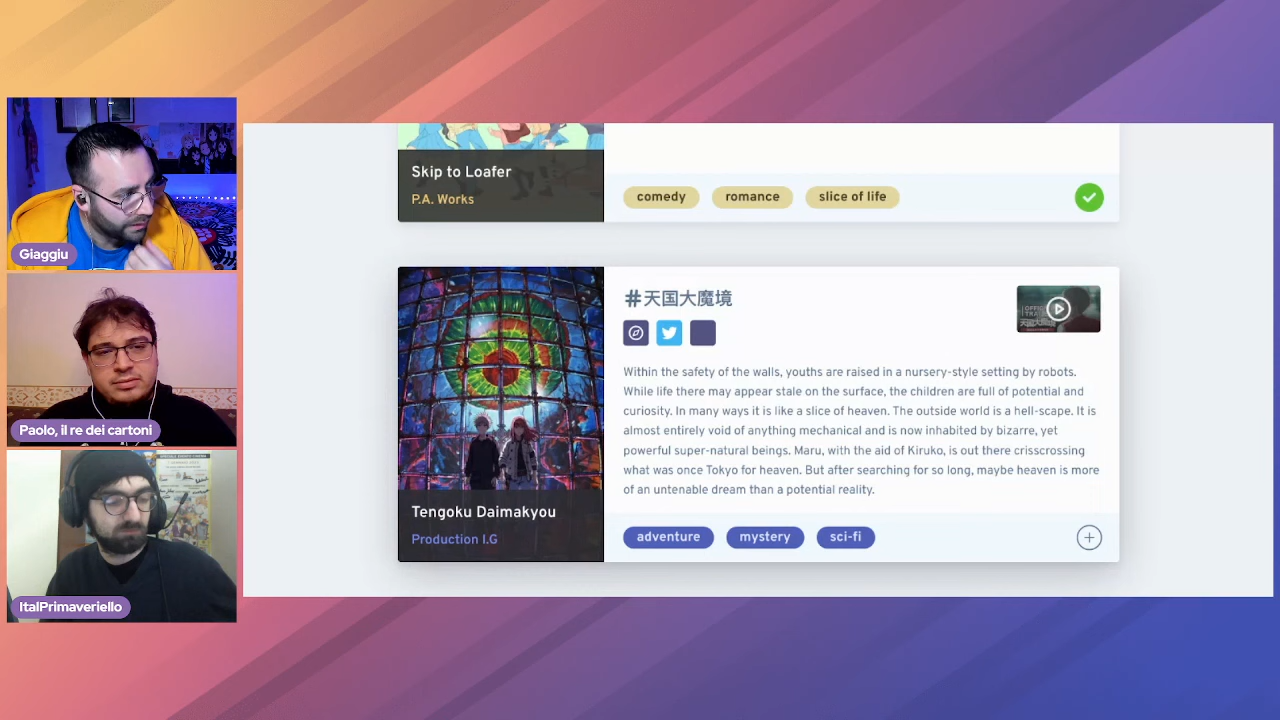 Giaggiu
Paolo, il re dei cartoni
ItalPrimaveriello
Skip to Loafer
P.A. Works
comedy
romance
slice of life
#天国大魔境
天国大魔境
Within the safety of the walls, youths are raised in a nursery-style setting by robots.
While life there may appear stale on the surface, the children are full of potential and
curiosity. In many ways it is like a slice of heaven. The outside world is a hell-scape. It is
almost entirely void of anything mechanical and is now inhabited by bizarre, yet
powerful super-natural beings. Maru, with the aid of Kiruko, is out there crisscrossing
what was once Tokyo for heaven. But after searching for so long, maybe heaven is more
of an untenable dream than a potential reality.
Tengoku Daimakyou
Production I.G
adventure
mystery
sci-fi